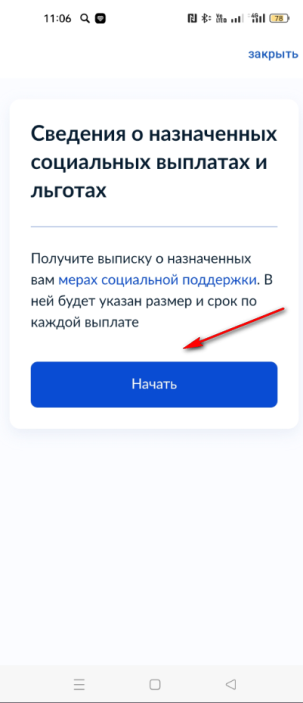 11:06
78
закрыть
Сведения о назначенных
социальных выплатах и
льготах
Получите выписку о назначенных
вам мерах социальной поддержки. В
ней будет указан размер и срок по
каждой выплате
Начать